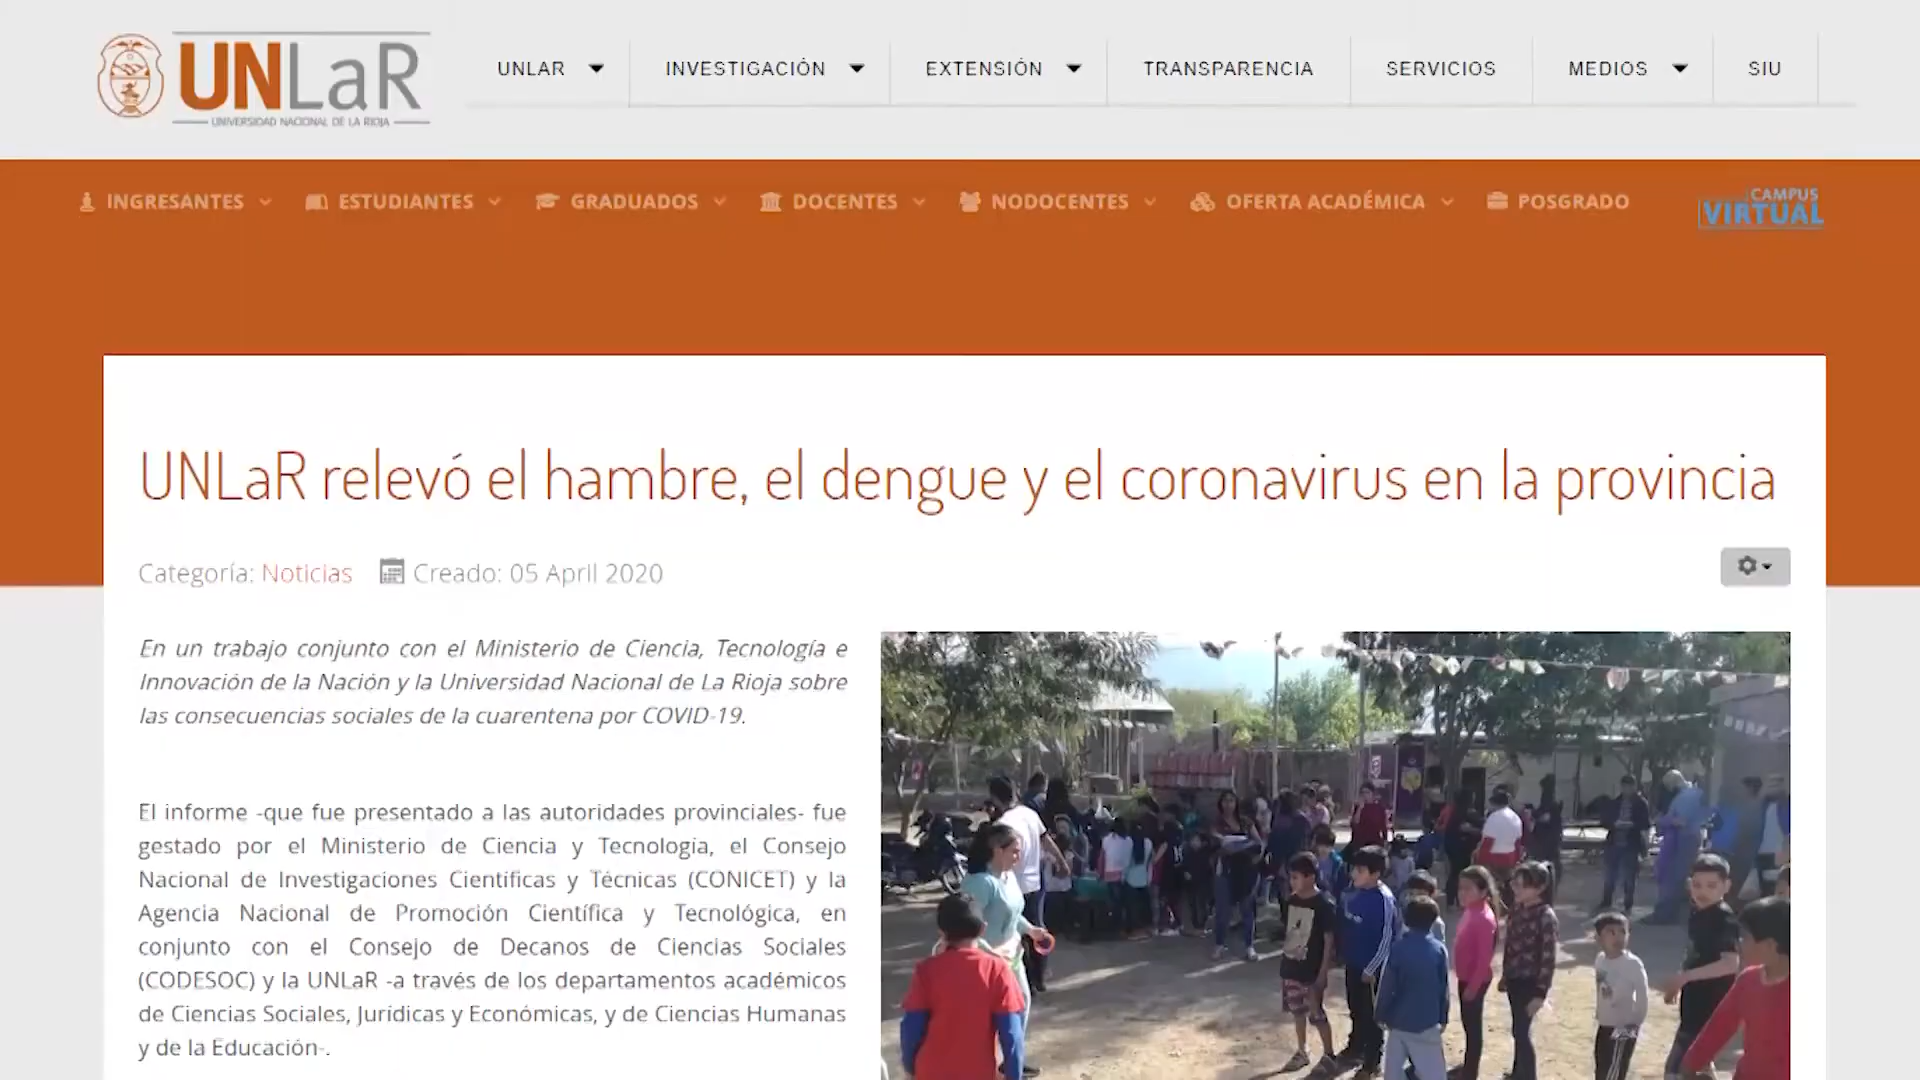 UNLaR
UNIVERSIDAD NACIONAL DE LA RIOJA
UNLAR
INVESTIGACIÓN
EXTENSIÓN
TRANSPARENCIA
SERVICIOS
MEDIOS
SIU
INGRESANTES
ESTUDIANTES
GRADUADOS
DOCENTES
NODOCENTES
OFERTA ACADÉMICA
POSGRADO
CAMPUS
VIRTUAL
UNLaR relevó el hambre, el dengue y el coronavirus en la provincia
Categoría: Noticias Creado: 05 April 2020
En un trabajo conjunto con el Ministerio de Ciencia, Tecnología e
Innovación de la Nación y la Universidad Nacional de La Rioja sobre
las consecuencias sociales de la cuarentena por COVID-19.
El informe -que fue presentado a las autoridades provinciales- fue
gestado por el Ministerio de Ciencia y Tecnología, el Consejo
Nacional de Investigaciones Científicas y Técnicas (CONICET) y la
Agencia Nacional de Promoción Científica y Tecnológica, en
conjunto con el Consejo de Decanos de Ciencias Sociales
(CODESOC) y la UNLaR -a través de los departamentos académicos
de Ciencias Sociales, Jurídicas y Económicas, y de Ciencias Humanas
y de la Educación-.